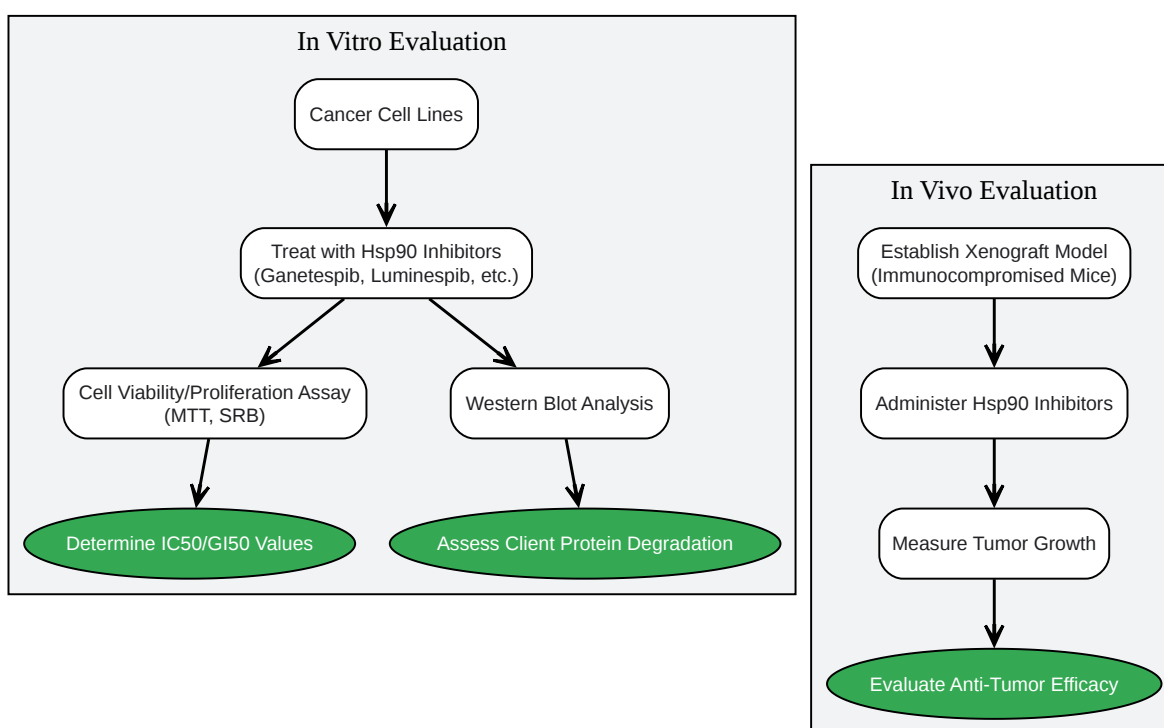 In Vitro Evaluation
Cancer Cell Lines
Treat with Hsp90 Inhibitors
(Ganetespib, Luminespib, etc.)
Cell Viability/Proliferation Assay
(MTT, SRB)
Western Blot Analysis
Determine IC50/GI50 Values
Assess Client Protein Degradation
In Vivo Evaluation
Establish Xenograft Model
(Immunocompromised Mice)
Administer Hsp90 Inhibitors
Measure Tumor Growth
Evaluate Anti-Tumor Efficacy